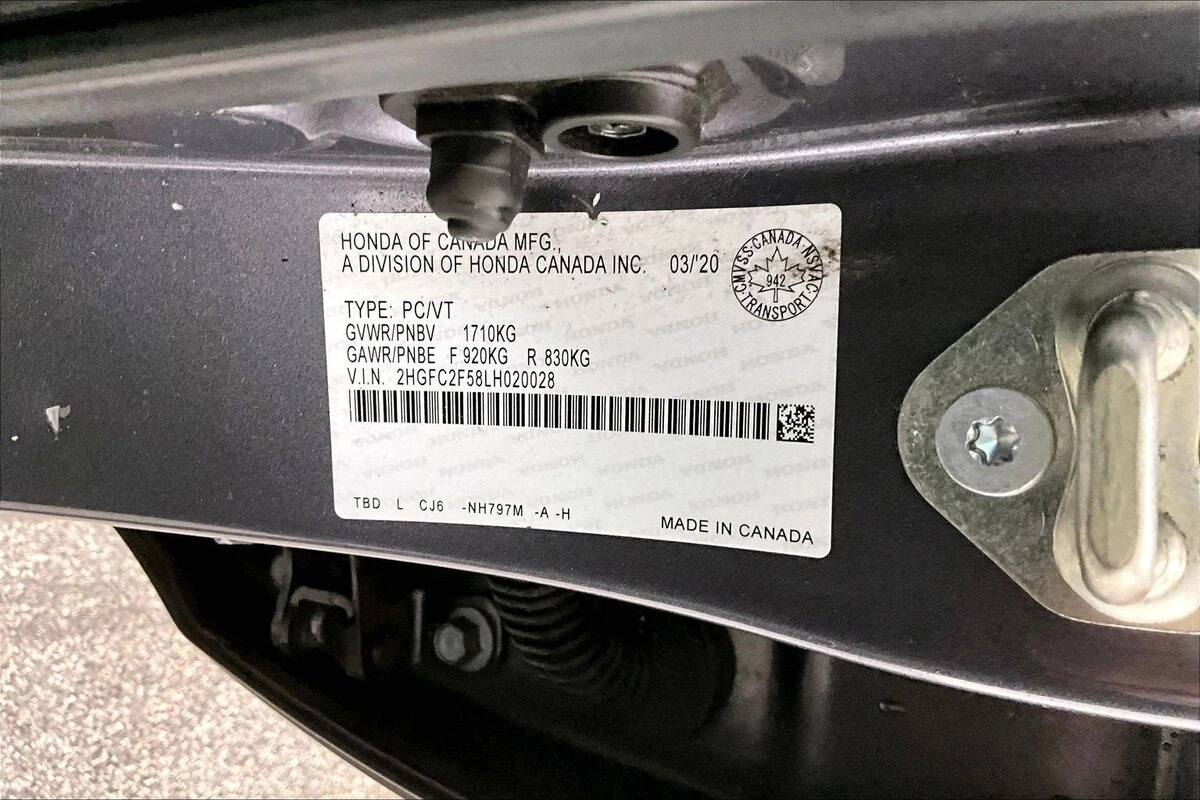 HONDA OF CANADA MFG.,
A DIVISION OF HONDA CANADA INC. 03/'20
CMVSS·CANADA·NSVAC·TRANSPORT
942
TYPE: PC/VT
GVWR/PNBV 1710KG
GAWR/PNBE F 920KG R 830KG
V.I.N. 2HGFC2F58LH020028
TBD L CJ6 -NH797M -A -H
MADE IN CANADA